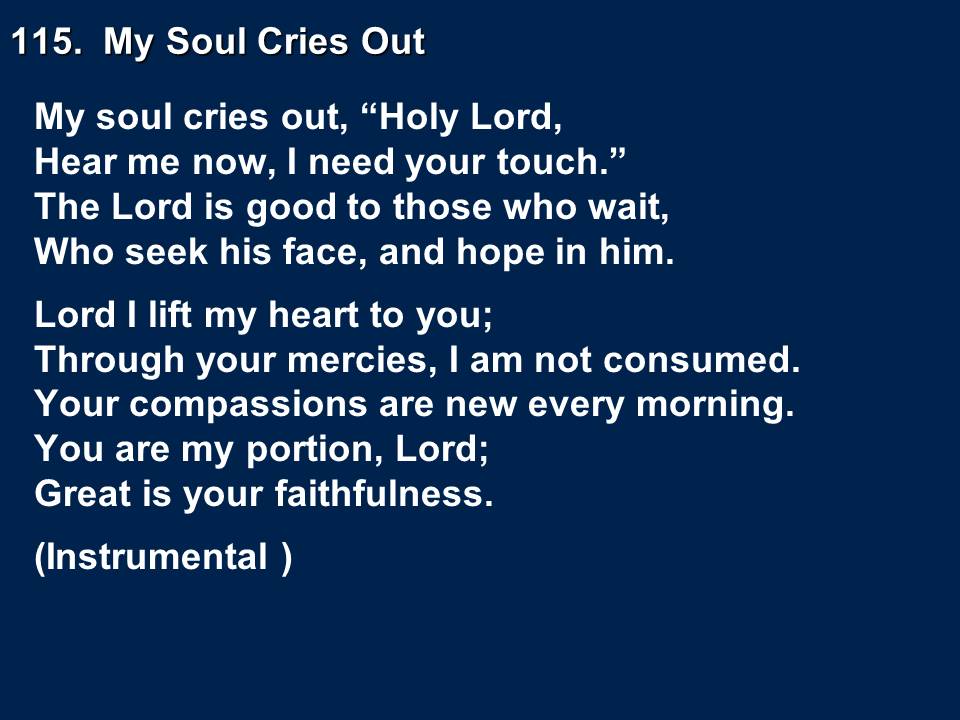 115.  My Soul Cries Out
My soul cries out, “Holy Lord,
Hear me now, I need your touch.”
The Lord is good to those who wait,
Who seek his face, and hope in him.
Lord I lift my heart to you;
Through your mercies, I am not consumed.
Your compassions are new every morning.
You are my portion, Lord;
Great is your faithfulness.
(Instrumental )